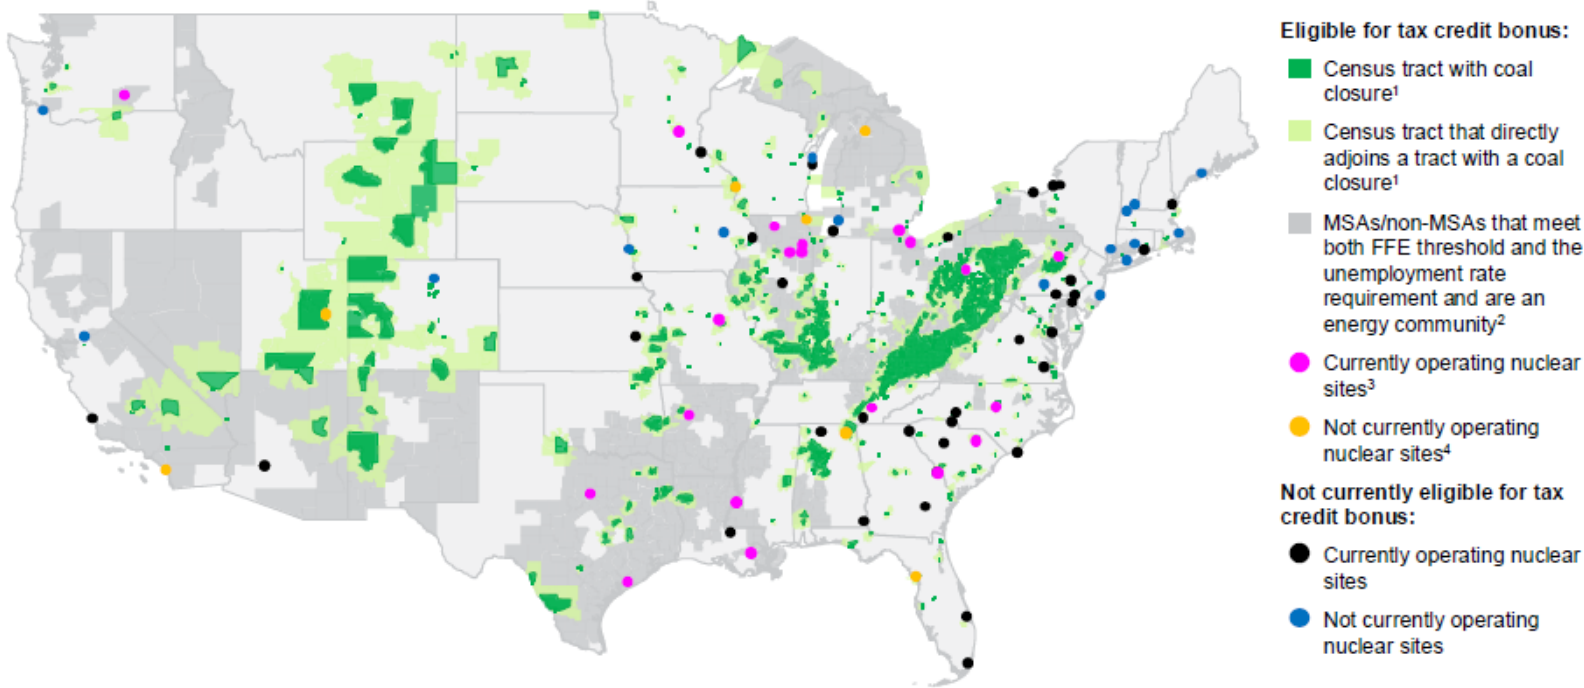 Eligible for tax credit bonus:
Census tract with coal
closure¹
Census tract that directly
adjoins a tract with a coal
closure¹
MSAs/non-MSAs that meet
both FFE threshold and the
unemployment rate
requirement and are an
energy community²
Currently operating nuclear
sites³
Not currently operating
nuclear sites⁴
Not currently eligible for tax
credit bonus:
Currently operating nuclear
sites
Not currently operating
nuclear sites